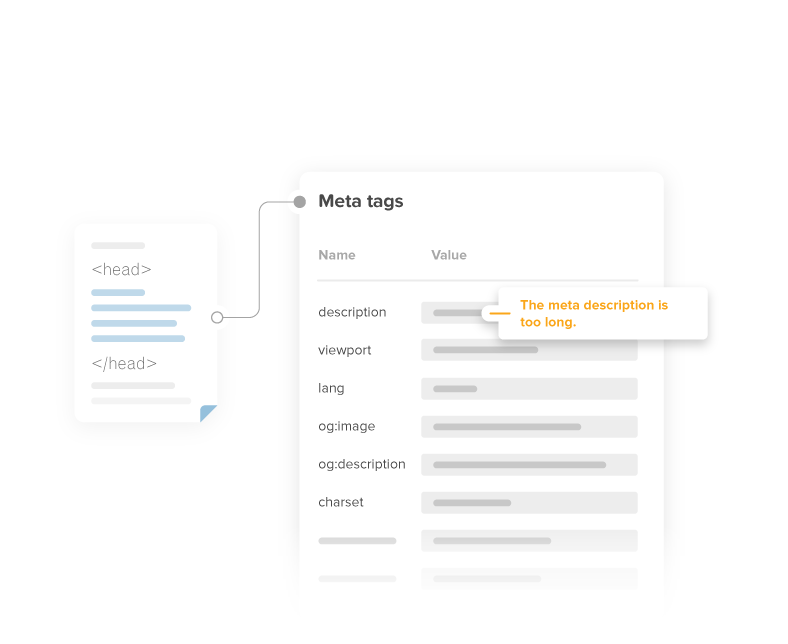 Meta tags
<head>
</head>
Name Value
description
The meta description is
too long.
viewport
lang
og:image
og:description
charset